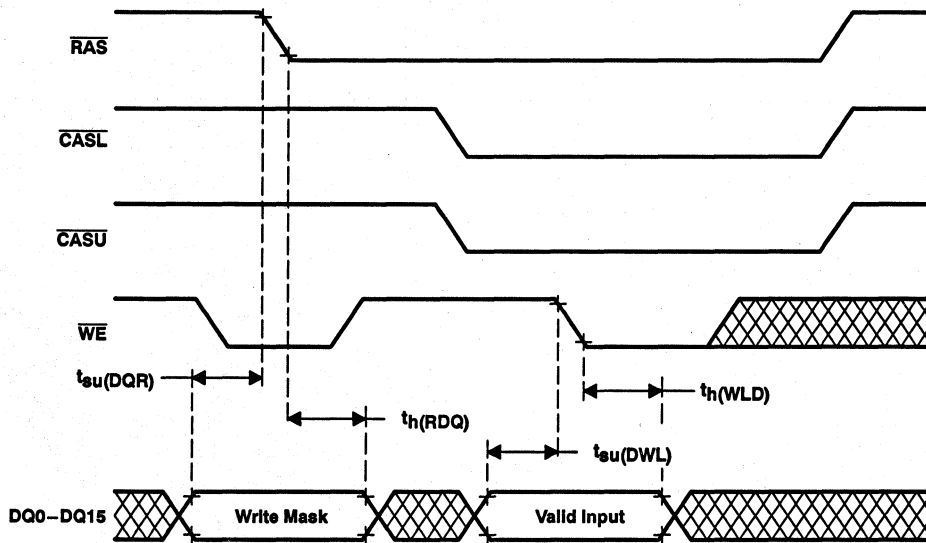 RAS
CASL
CASU
WE
tsu(DQR)
th(RDQ)
th(WLD)
tsu(DWL)
DQ0–DQ15
Write Mask
Valid Input